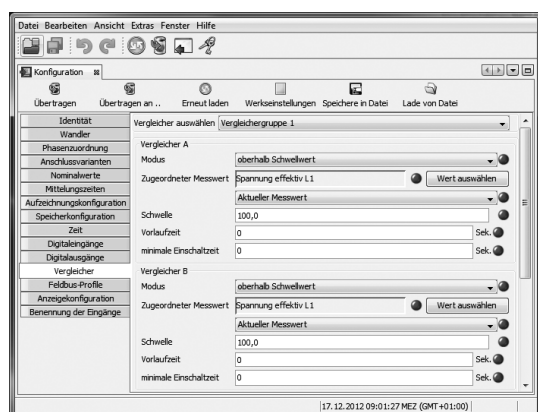 Datei Bearbeiten Ansicht Extras Fenster Hilfe
Konfiguration
Übertragen Übertragen an .. Erneut laden Werkseinstellungen Speichere in Datei Lade von Datei
Identität
Wandler
Phasenzuordnung
Anschlussvarianten
Nominalwerte
Mittelungszeiten
Aufzeichnungskonfiguration
Speicherkonfiguration
Zeit
Digitaleingänge
Digitalausgänge
Vergleicher
Feldbus-Profile
Anzeigekonfiguration
Benennung der Eingänge
Vergleicher auswählen Vergleichergruppe 1
Vergleicher A
Modus oberhalb Schwellwert
Zugeordneter Messwert Spannung effektiv L1 Wert auswählen
Aktueller Messwert
Schwelle 100,0
Vorlaufzeit 0 Sek.
minimale Einschaltzeit 0 Sek.
Vergleicher B
Modus oberhalb Schwellwert
Zugeordneter Messwert Spannung effektiv L1 Wert auswählen
Aktueller Messwert
Schwelle 100,0
Vorlaufzeit 0 Sek.
minimale Einschaltzeit 0 Sek.
17.12.2012 09:01:27 MEZ (GMT+01:00)